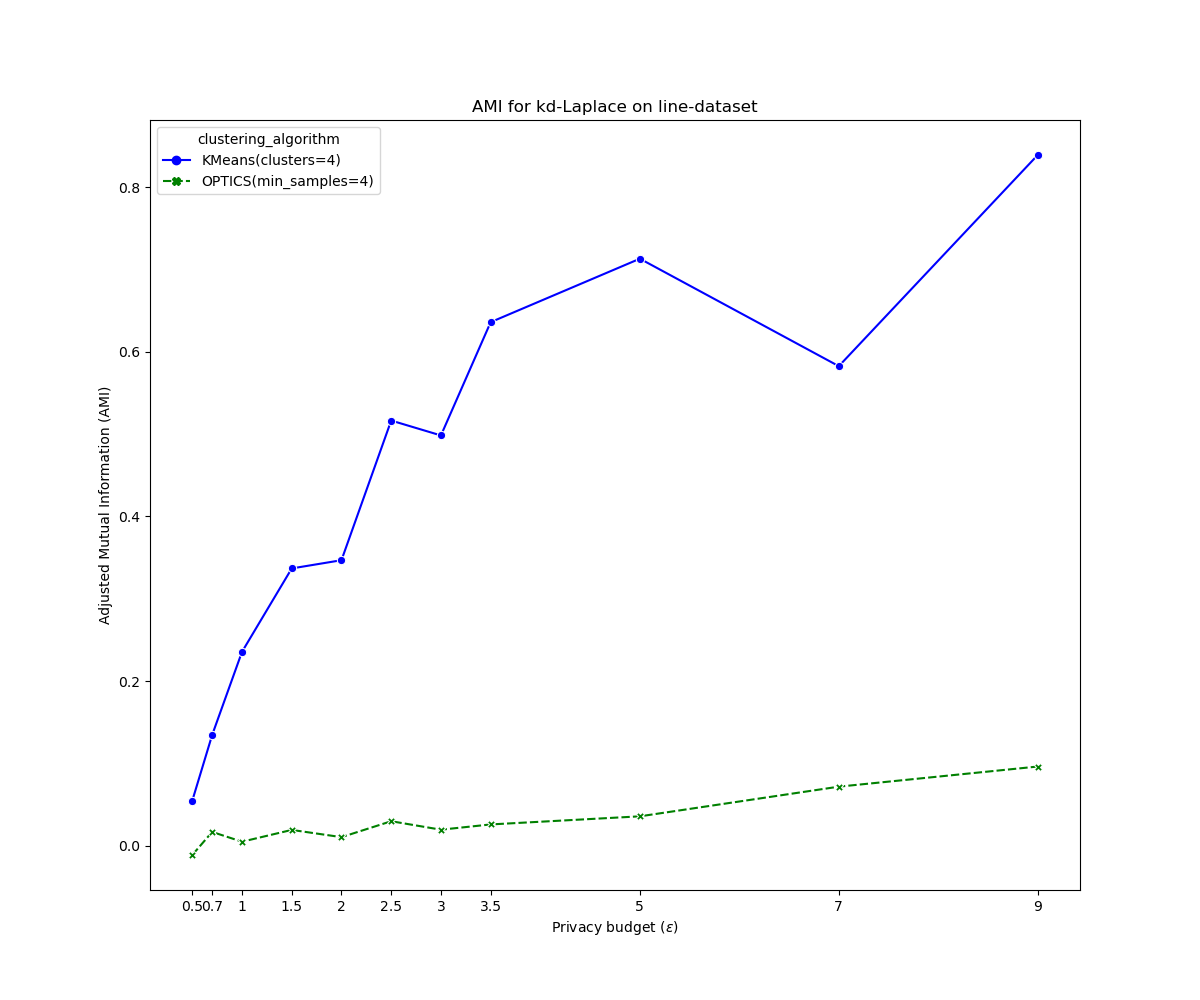 AMI for kd-Laplace on line-dataset
clustering_algorithm
KMeans(clusters=4)
OPTICS(min_samples=4)
Adjusted Mutual Information (AMI)
0.8
0.6
0.4
0.2
0.0
0.5 0.7 1 1.5 2 2.5 3 3.5 5 7 9
Privacy budget (ε)